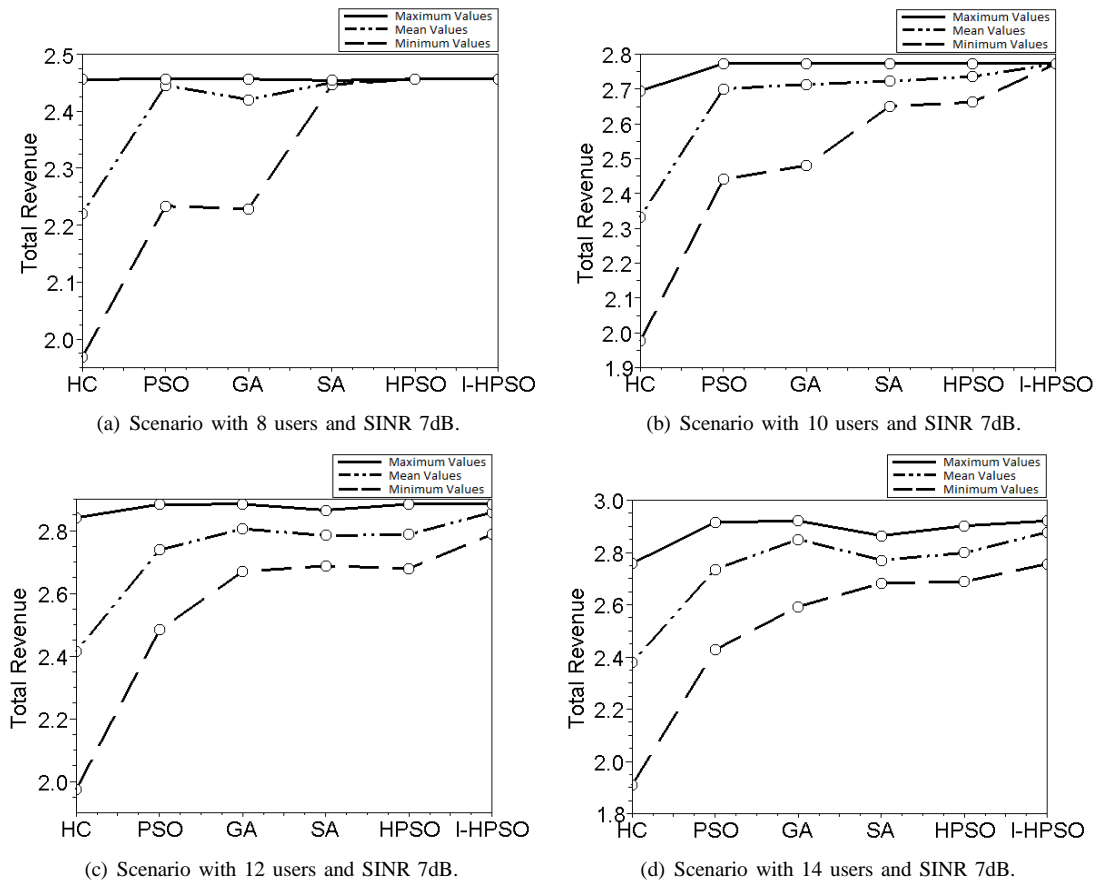 Maximum Values
Mean Values
Minimum Values
2.5
2.4
2.3
2.2
2.1
2.0
Total Revenue
HC PSO GA SA HPSO I-HPSO
(a) Scenario with 8 users and SINR 7dB.
Maximum Values
Mean Values
Minimum Values
2.8
2.7
2.6
2.5
2.4
2.3
2.2
2.1
2.0
1.9
Total Revenue
HC PSO GA SA HPSO I-HPSO
(b) Scenario with 10 users and SINR 7dB.
Maximum Values
Mean Values
Minimum Values
2.8
2.6
2.4
2.2
2.0
Total Revenue
HC PSO GA SA HPSO I-HPSO
(c) Scenario with 12 users and SINR 7dB.
Maximum Values
Mean Values
Minimum Values
3.0
2.8
2.6
2.4
2.2
2.0
1.8
Total Revenue
HC PSO GA SA HPSO I-HPSO
(d) Scenario with 14 users and SINR 7dB.